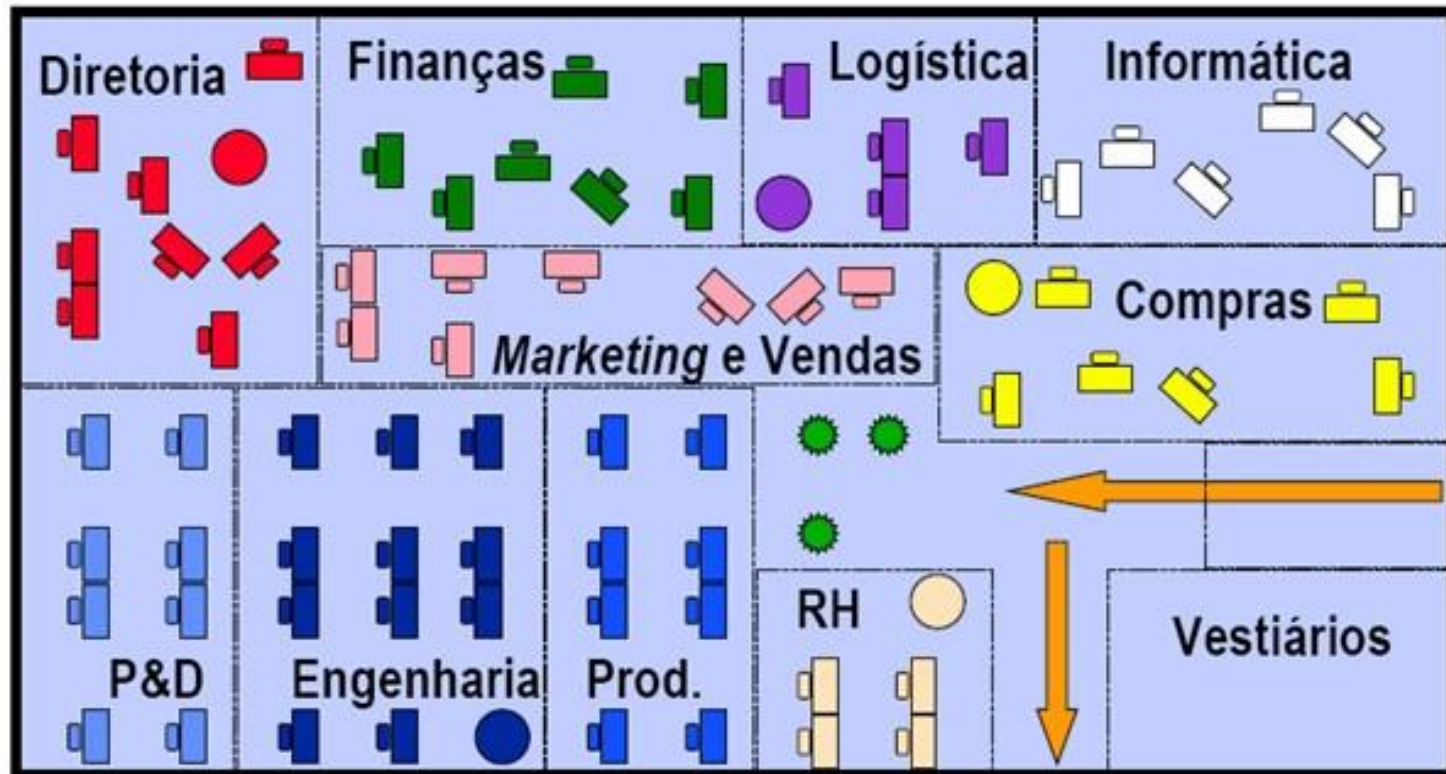 Diretoria
Finanças
Logística
Informática
Marketing e Vendas
Compras
P&D
Engenharia
Prod.
RH
Vestiários